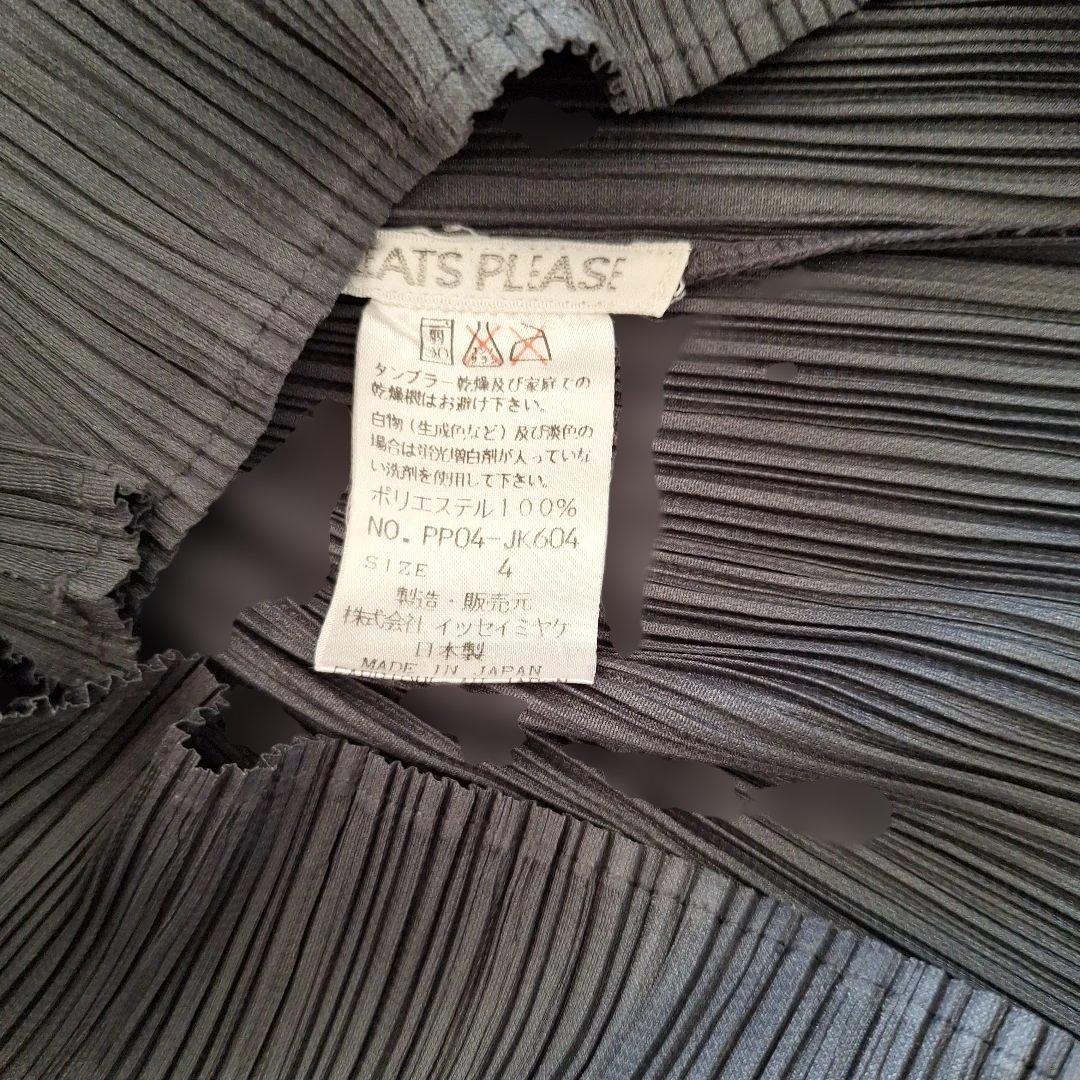 EATS PLEASE
弱
30
タンブラー乾燥及び家庭での
乾燥機はお避け下さい。
白物(生成色など)及び淡色の
場合は蛍光増白剤が入っていな
い洗剤を使用して下さい。
ポリエステル100%
NO. PP04-JK604
SIZE 4
製造・販売元
株式会社 イッセイミヤケ
日本製
MADE IN JAPAN